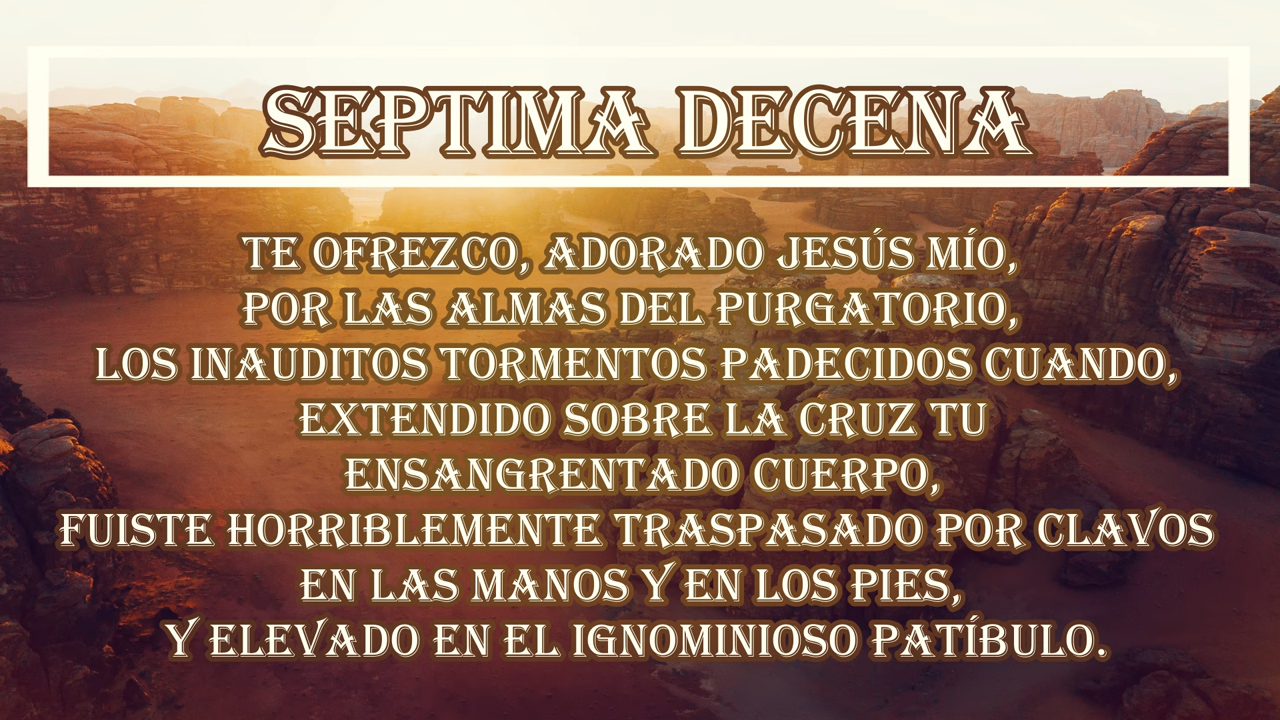 SEPTIMA DECENA
TE OFREZCO, ADORADO JESÚS MÍO,
POR LAS ALMAS DEL PURGATORIO,
LOS INAUDITOS TORMENTOS PADECIDOS CUANDO,
EXTENDIDO SOBRE LA CRUZ TU
ENSANGRENTADO CUERPO,
FUISTE HORRIBLEMENTE TRASPASADO POR CLAVOS
EN LAS MANOS Y EN LOS PIES,
Y ELEVADO EN EL IGNOMINIOSO PATÍBULO.